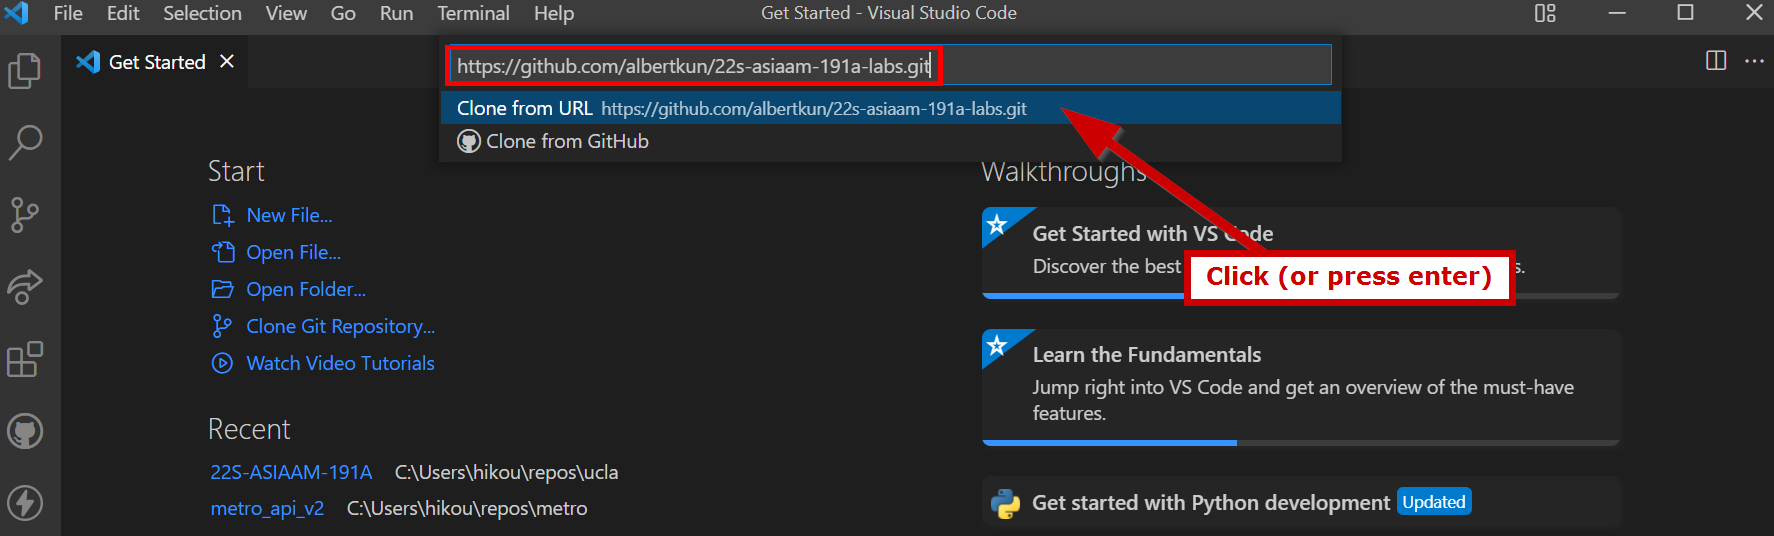 File Edit Selection View Go Run Terminal Help Get Started - Visual Studio Code
Get Started
https://github.com/albertkun/22s-asiaam-191a-labs.git
Clone from URL https://github.com/albertkun/22s-asiaam-191a-labs.git
Clone from GitHub
Start
New File...
Open File...
Open Folder...
Clone Git Repository...
Watch Video Tutorials
Recent
22S-ASIAAM-191A C:\Users\hikou\repos\ucla
metro_api_v2 C:\Users\hikou\repos\metro
Walkthroughs
Get Started with VS Code
Discover the best s.
Click (or press enter)
Learn the Fundamentals
Jump right into VS Code and get an overview of the must-have
features.
Get started with Python development Updated